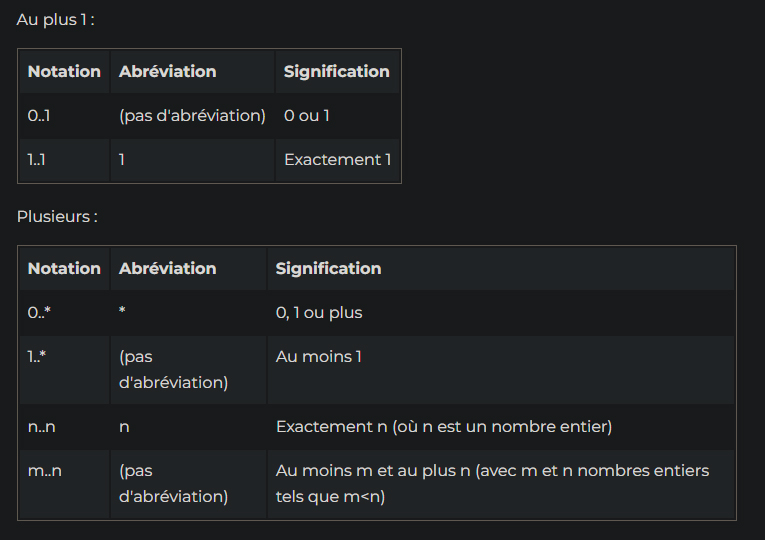 Au plus 1 :
Notation Abréviation Signification
0..1 (pas d'abréviation) 0 ou 1
1..1 1 Exactement 1
Plusieurs :
Notation Abréviation Signification
0..* * 0, 1 ou plus
1..* (pas Au moins 1
d'abréviation)
n..n n Exactement n (où n est un nombre entier)
m..n (pas Au moins m et au plus n (avec m et n nombres entiers
d'abréviation) tels que m<n)